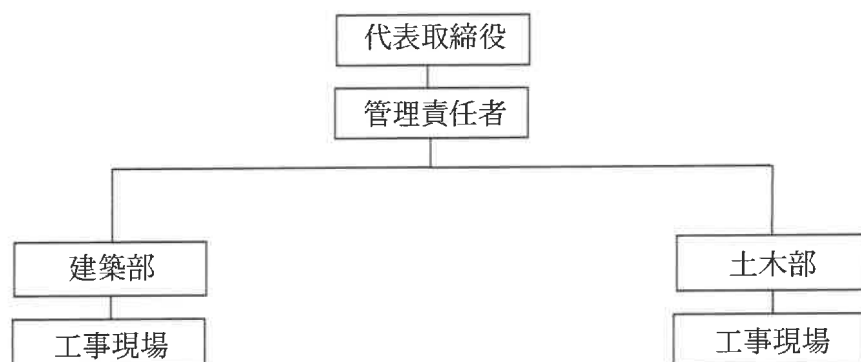 代表取締役
管理責任者
建築部
土木部
工事現場
工事現場